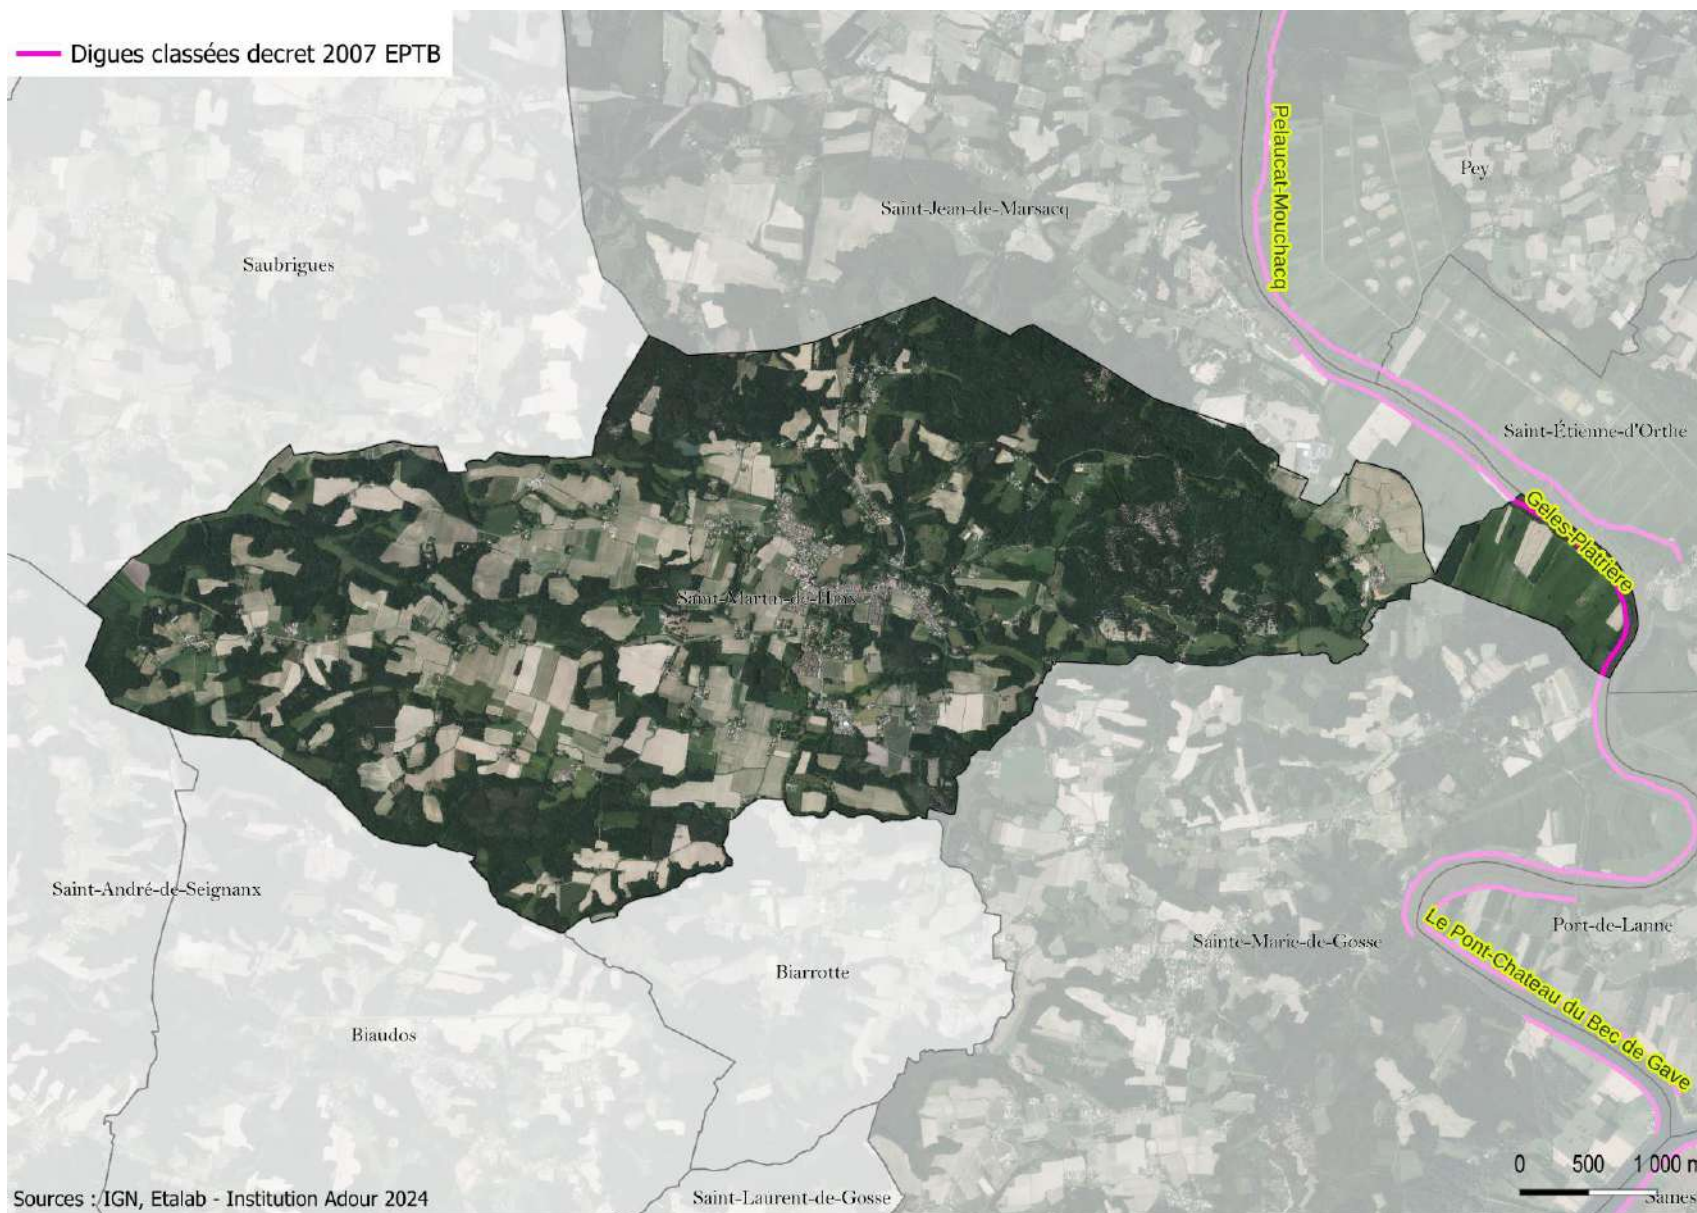 Digues classées decret 2007 EPTB
Pelaucat-Mouchacq
Pey
Saint-Jean-de-Marsacq
Saubrigues
Saint-Étienne-d'Orthe
Geles-Platrière
Saint-Martin-de-Hinx
Saint-André-de-Seignanx
Port-de-Lanne
Sainte-Marie-de-Gosse
Le Pont-Chateau du Bec de Gave
Biarrotte
Biaudos
0 500 1 000 m
Sources : IGN, Etalab - Institution Adour 2024
Saint-Laurent-de-Gosse
Sames